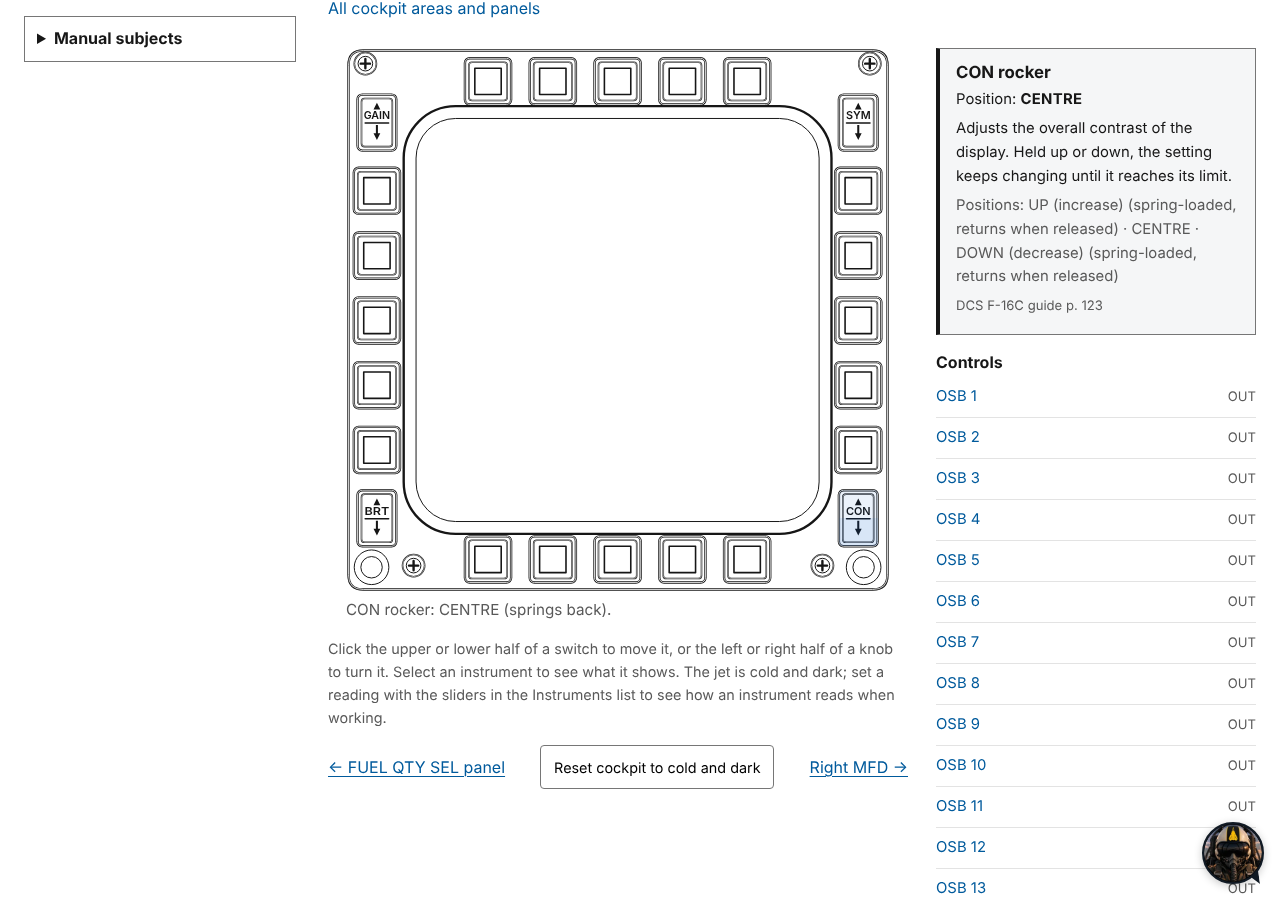 All cockpit areas and panels
Manual subjects
GAIN
SYM
BRT
CON
CON rocker: CENTRE (springs back).
Click the upper or lower half of a switch to move it, or the left or right half of a knob
to turn it. Select an instrument to see what it shows. The jet is cold and dark; set a
reading with the sliders in the Instruments list to see how an instrument reads when
working.
← FUEL QTY SEL panel
Reset cockpit to cold and dark
Right MFD →
CON rocker
Position: CENTRE
Adjusts the overall contrast of the
display. Held up or down, the setting
keeps changing until it reaches its limit.
Positions: UP (increase) (spring-loaded,
returns when released) · CENTRE ·
DOWN (decrease) (spring-loaded,
returns when released)
DCS F-16C guide p. 123
Controls
OSB 1 OUT
OSB 2 OUT
OSB 3 OUT
OSB 4 OUT
OSB 5 OUT
OSB 6 OUT
OSB 7 OUT
OSB 8 OUT
OSB 9 OUT
OSB 10 OUT
OSB 11 OUT
OSB 12
OSB 13 OUT